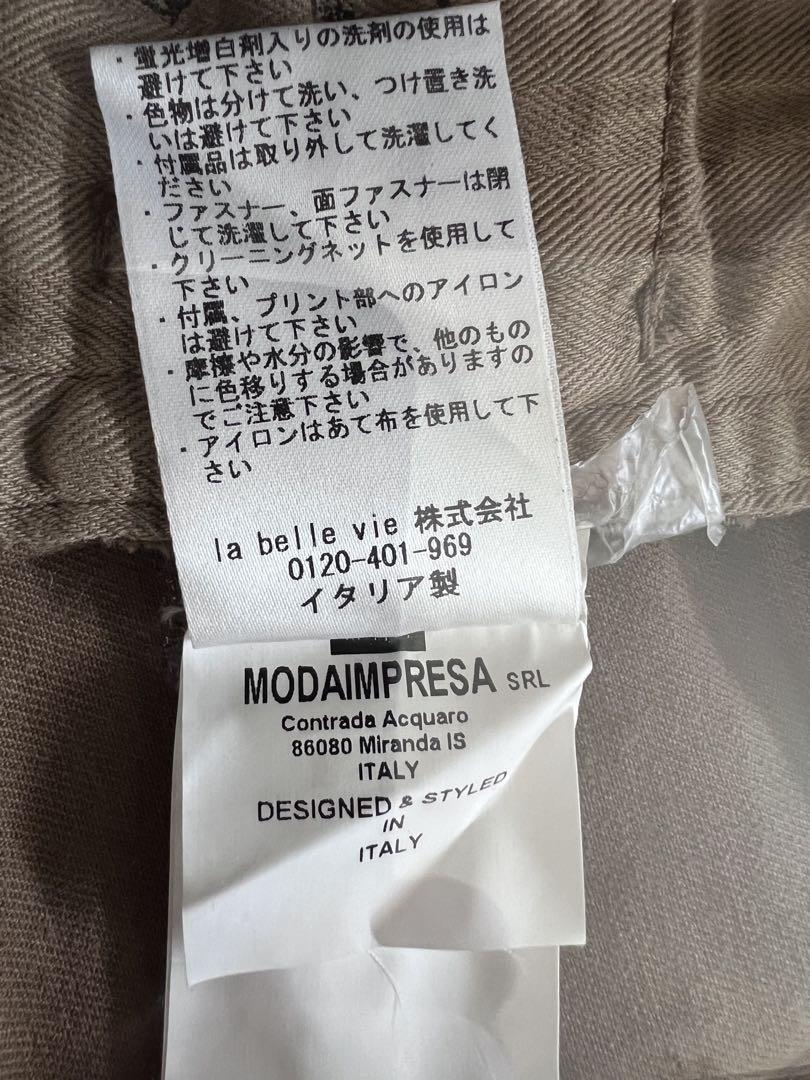 ・蛍光増白剤入りの洗剤の使用は
避けて下さい
・色物は分けて洗い、つけ置き洗
いは避けて下さい
・付属品は取り外して洗濯してく
ださい
・ファスナー、面ファスナーは閉
じて洗濯して下さい
・クリーニングネットを使用して
下さい
・付属、プリント部へのアイロン
は避けて下さい
・摩擦や水分の影響で、他のもの
に色移りする場合がありますの
でご注意下さい
・アイロンはあて布を使用して下
さい
la belle vie 株式会社
0120-401-969
イタリア製
MODAIMPRESA SRL
Contrada Acquaro
86080 Miranda IS
ITALY
DESIGNED & STYLED
IN
ITALY